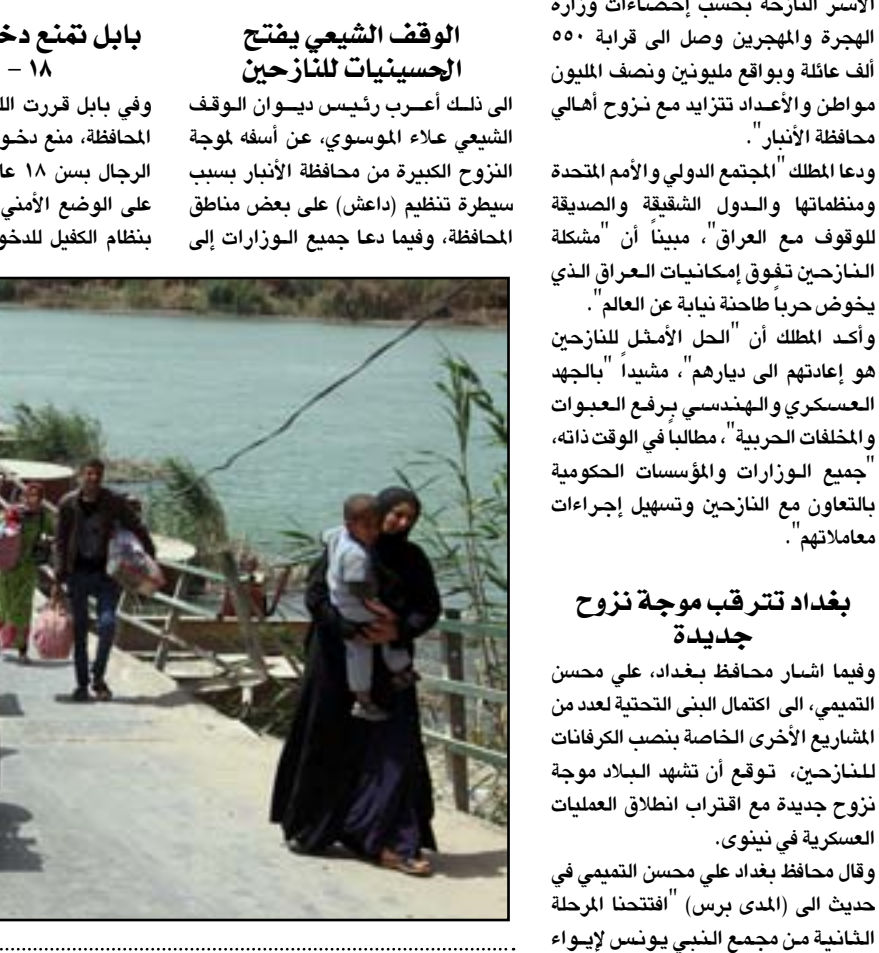 الأسر النازحة بحسب إحصاءات وزارة
الهجرة والمهجرين وصل الى قرابة ٥٥٠
ألف عائلة وبواقع مليونين ونصف المليون
مواطن والأعداد تتزايد مع نزوح أهالي
محافظة الأنبار".
ودعا المطلك "المجتمع الدولي والأمم المتحدة
ومنظماتها والدول الشقيقة والصديقة
للوقوف مع العراق"، مبيناً أن "مشكلة
النازحين تفوق إمكانيات العراق الذي
يخوض حرباً طاحنة نيابة عن العالم".
وأكد المطلك أن "الحل الأمثل للنازحين
هو إعادتهم الى ديارهم"، مشيداً "بالجهد
العسكري والهندسي برفع العبوات
والمخلفات الحربية"، مطالباً في الوقت ذاته،
"جميع الوزارات والمؤسسات الحكومية
بالتعاون مع النازحين وتسهيل إجراءات
معاملاتهم".
بغداد تترقب موجة نزوح
جديدة
وفيما اشار محافظ بغداد، علي محسن
التميمي، الى اكتمال البنى التحتية لعدد من
المشاريع الأخرى الخاصة بنصب الكرفانات
للنازحين، توقع أن تشهد البلاد موجة
نزوح جديدة مع اقتراب انطلاق العمليات
العسكرية في نينوى.
وقال محافظ بغداد علي محسن التميمي في
حديث الى (المدى برس) "افتتحنا المرحلة
الثانية من مجمع النبي يونس لإيواء
الوقف الشيعي يفتح
الحسينيات للنازحين
الى ذلك أعرب رئيس ديوان الوقف
الشيعي علاء الموسوي، عن أسفه لموجة
النزوح الكبيرة من محافظة الأنبار بسبب
سيطرة تنظيم (داعش) على بعض مناطق
المحافظة، وفيما دعا جميع الوزارات إلى
بابل تمنع
١٨ –
وفي بابل قررت
المحافظة، منع
الرجال بسن ١٨
على الوضع الأمني
بنظام الكفيل